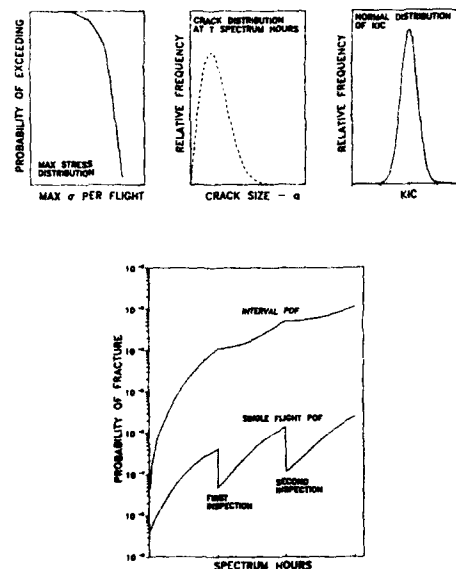 PROBABILITY OF EXCEEDING
MAX STRESS
DISTRIBUTION
MAX σ PER FLIGHT
RELATIVE FREQUENCY
CRACK DISTRIBUTION
AT T SPECTRUM HOURS
CRACK SIZE - a
RELATIVE FREQUENCY
NORMAL DISTRIBUTION
OF KIC
KIC
PROBABILITY OF FRACTURE
INTERVAL POF
SINGLE FLIGHT POF
FIRST
INSPECTION
SECOND
INSPECTION
SPECTRUM HOURS